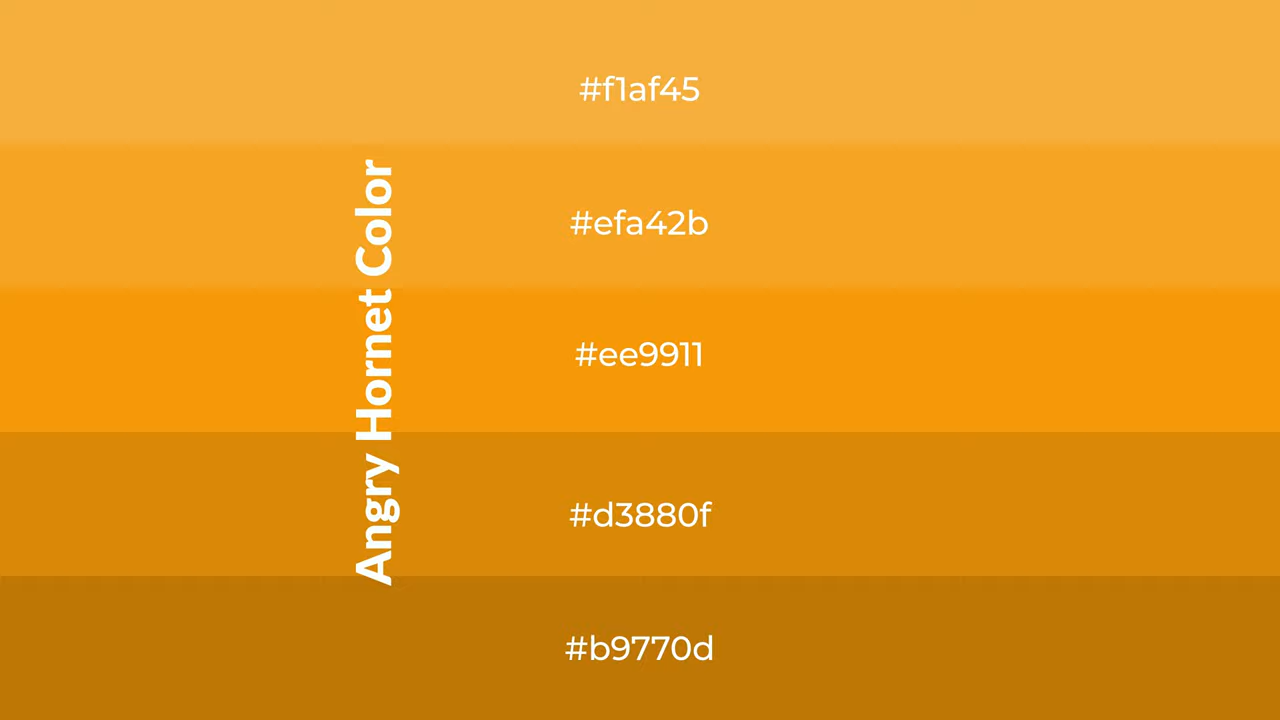 Angry Hornet Color
#f1af45
#efa42b
#ee9911
#d3880f
#b9770d